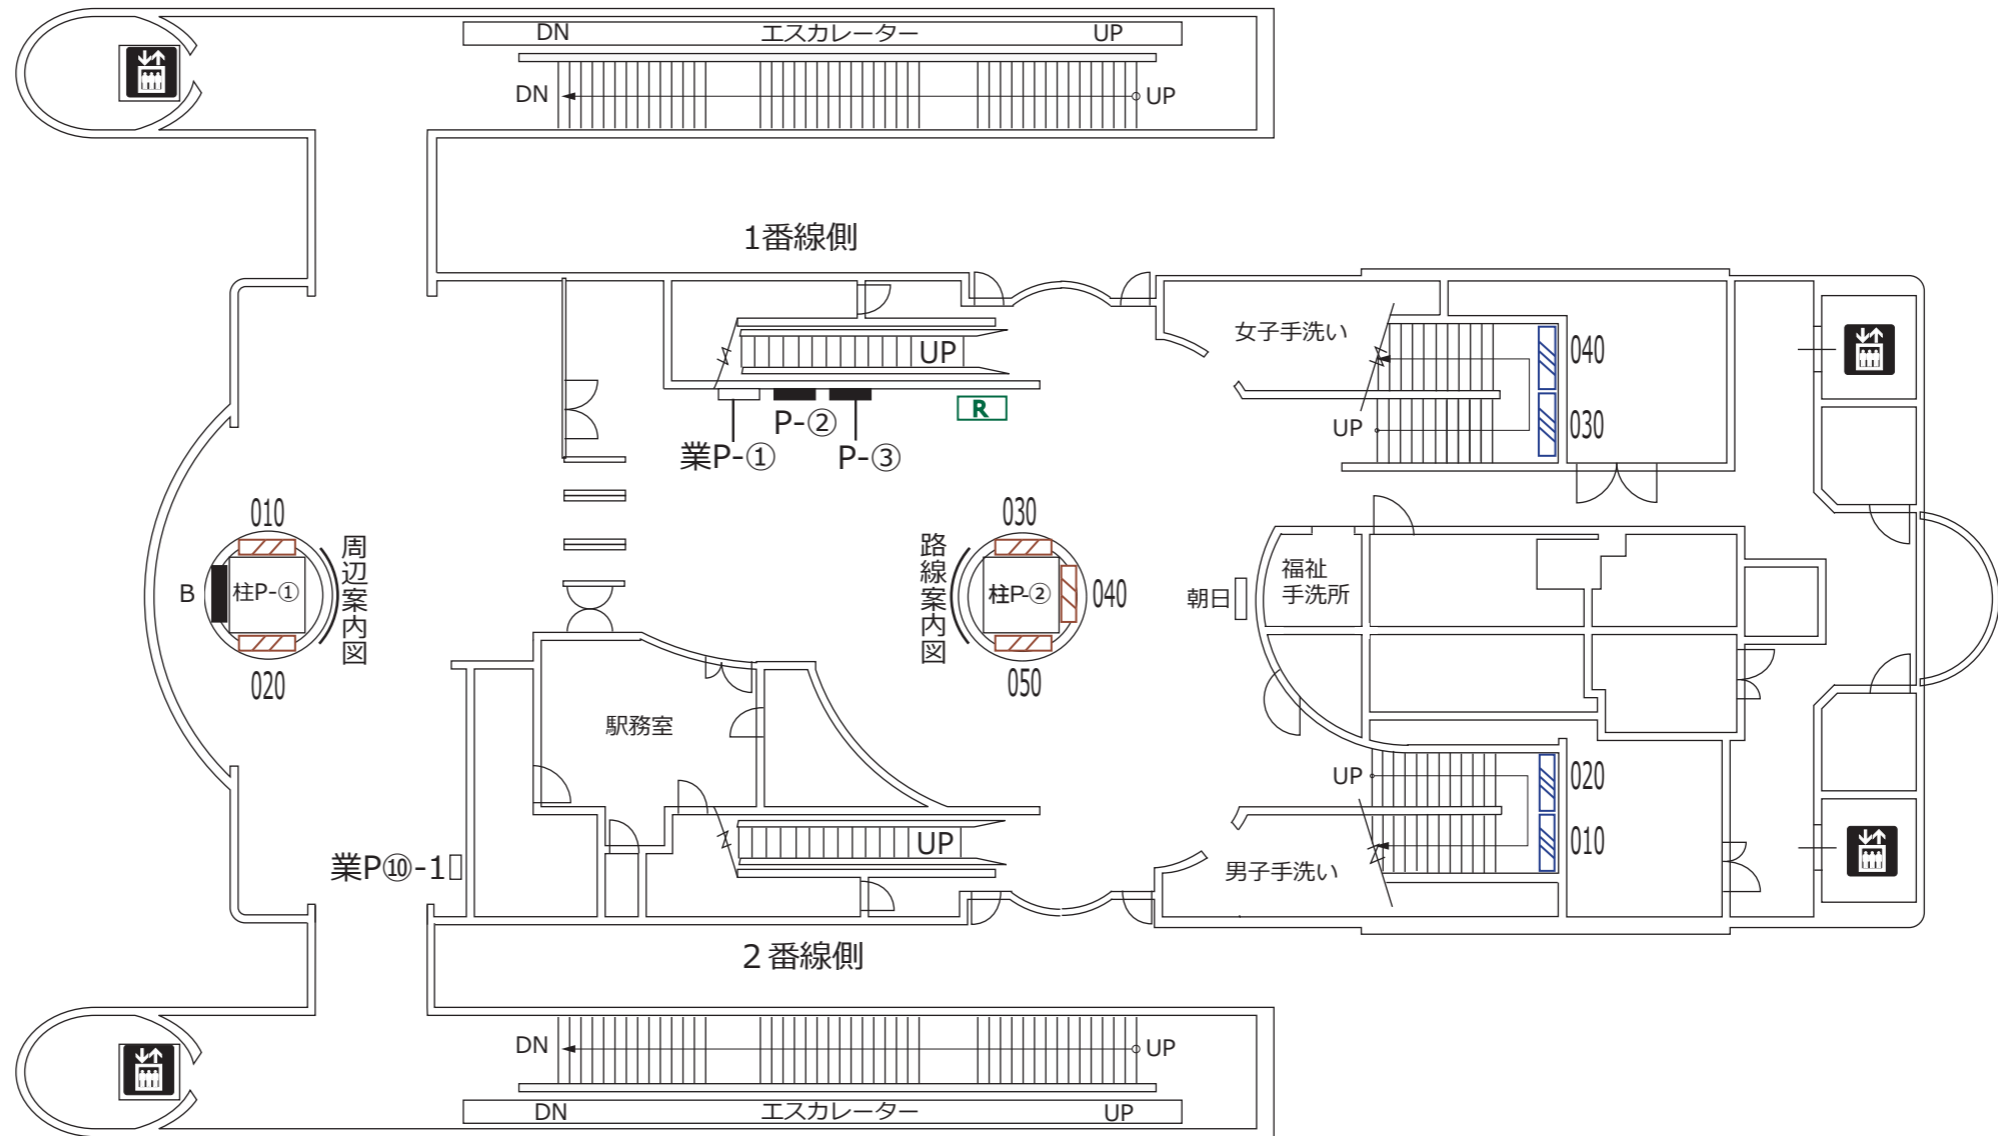 DN エスカレーター UP
DN UP
1番線側
女子手洗い
040
UP
030
UP
R
P-②
業P-①
P-③
010
周辺案内図
B
柱P-①
020
030
路線案内図
柱P-②
040
050
朝日
福祉
手洗所
駅務室
UP
020
010
UP
男子手洗い
業P⑩-1
2番線側
DN UP
DN エスカレーター UP